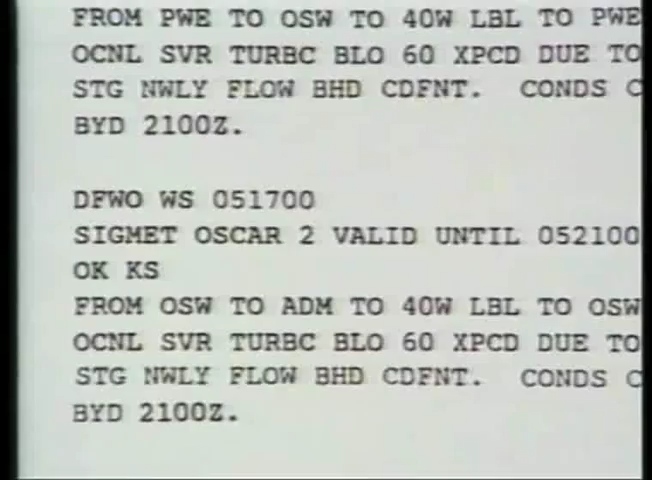 FROM PWE TO OSW TO 40W LBL TO PWE
OCNL SVR TURBC BLO 60 XPCD DUE TO
STG NWLY FLOW BHD CDFNT. CONDS C
BYD 2100Z.
DFWO WS 051700
SIGMET OSCAR 2 VALID UNTIL 052100
OK KS
FROM OSW TO ADM TO 40W LBL TO OSW
OCNL SVR TURBC BLO 60 XPCD DUE TO
STG NWLY FLOW BHD CDFNT. CONDS C
BYD 2100Z.